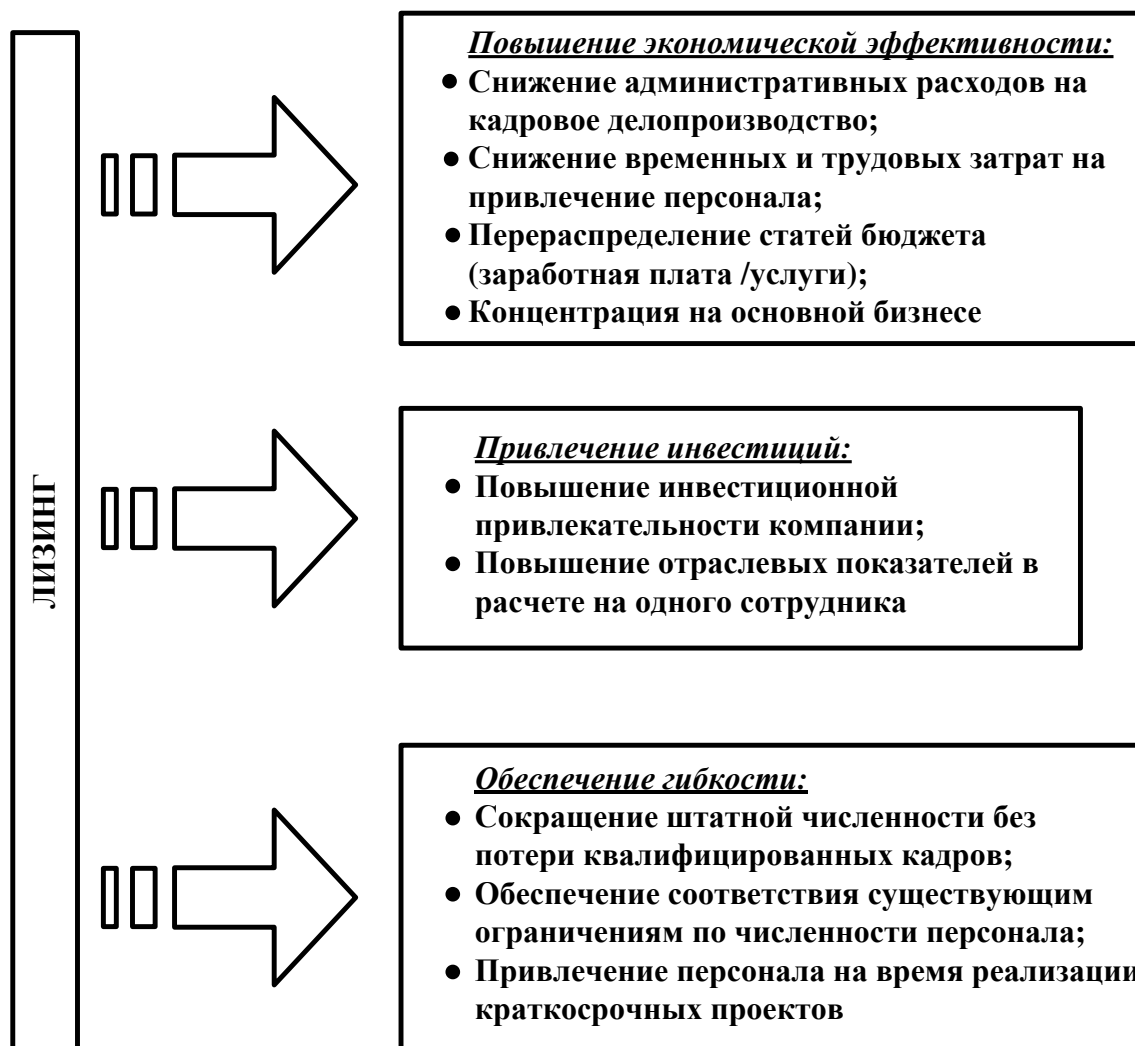 ЛИЗИНГ
Повышение экономической эффективности:
● Снижение административных расходов на
кадровое делопроизводство;
● Снижение временных и трудовых затрат на
привлечение персонала;
● Перераспределение статей бюджета
(заработная плата /услуги);
● Концентрация на основной бизнесе
Привлечение инвестиций:
● Повышение инвестиционной
привлекательности компании;
● Повышение отраслевых показателей в
расчете на одного сотрудника
Обеспечение гибкости:
● Сокращение штатной численности без
потери квалифицированных кадров;
● Обеспечение соответствия существующим
ограничениям по численности персонала;
● Привлечение персонала на время реализации
краткосрочных проектов